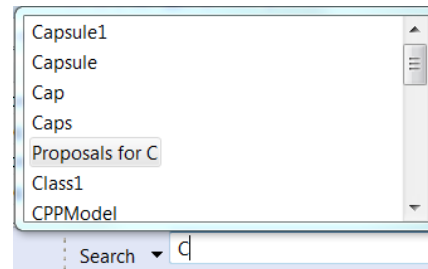 Capsule1
Capsule
Cap
Caps
Proposals for C
Class1
CPPModel
Search C